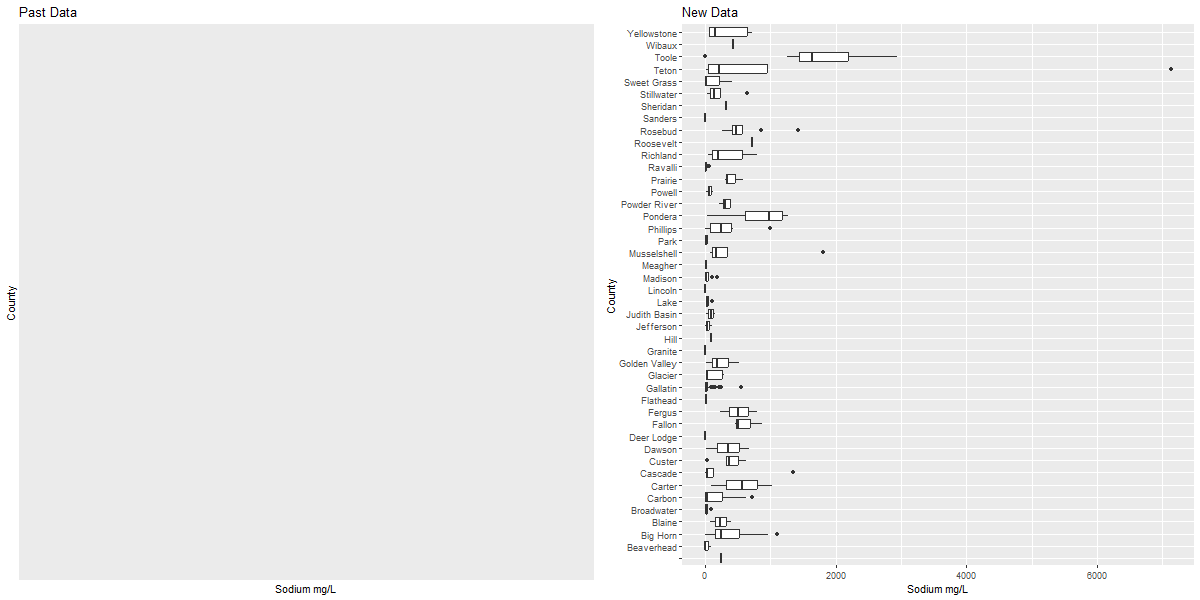 Past Data
County
Sodium mg/L
New Data
County
Yellowstone
Wibaux
Toole
Teton
Sweet Grass
Stillwater
Sheridan
Sanders
Rosebud
Roosevelt
Richland
Ravalli
Prairie
Powell
Powder River
Pondera
Phillips
Park
Musselshell
Meagher
Madison
Lincoln
Lake
Judith Basin
Jefferson
Hill
Granite
Golden Valley
Glacier
Gallatin
Flathead
Fergus
Fallon
Deer Lodge
Dawson
Custer
Cascade
Carter
Carbon
Broadwater
Blaine
Big Horn
Beaverhead
0 2000 4000 6000
Sodium mg/L